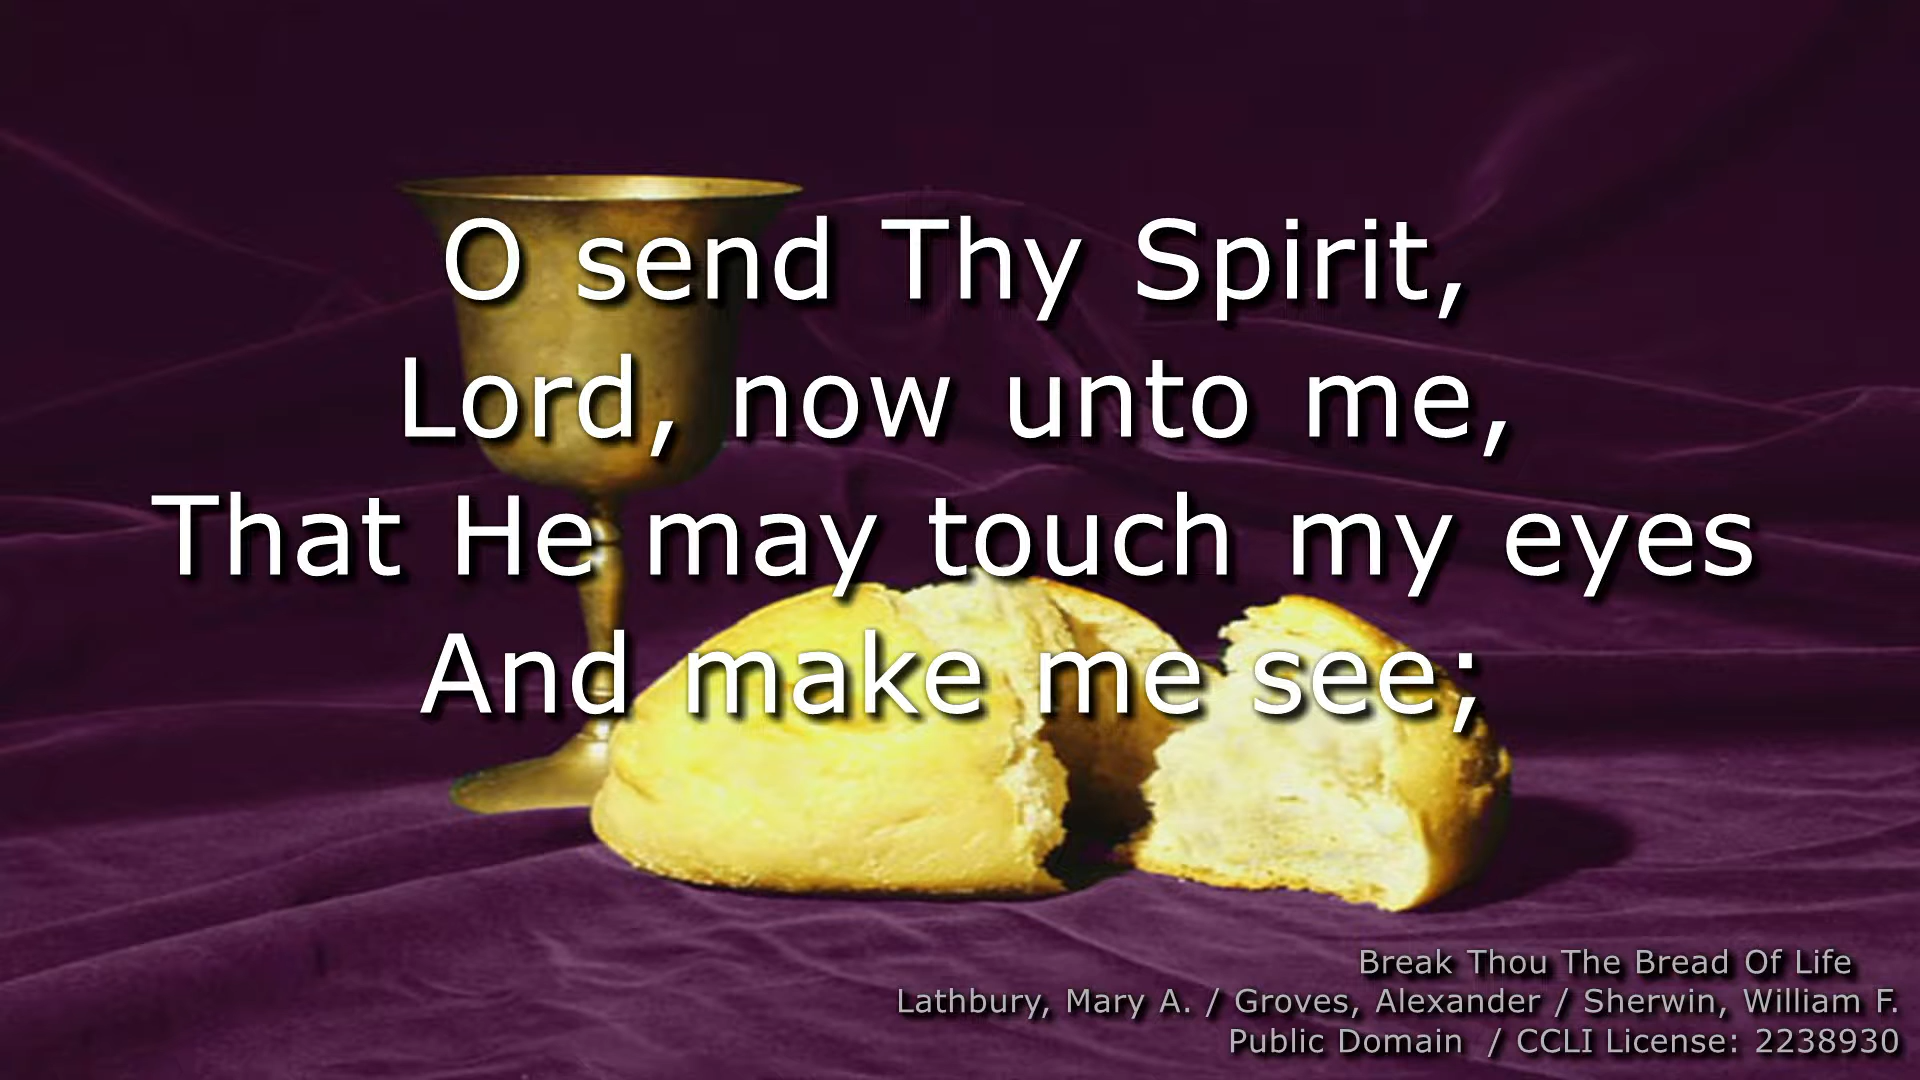 O send Thy Spirit,
Lord, now unto me,
That He may touch my eyes
And make me see;
Break Thou The Bread Of Life
Lathbury, Mary A. / Groves, Alexander / Sherwin, William F.
Public Domain / CCLI License: 2238930